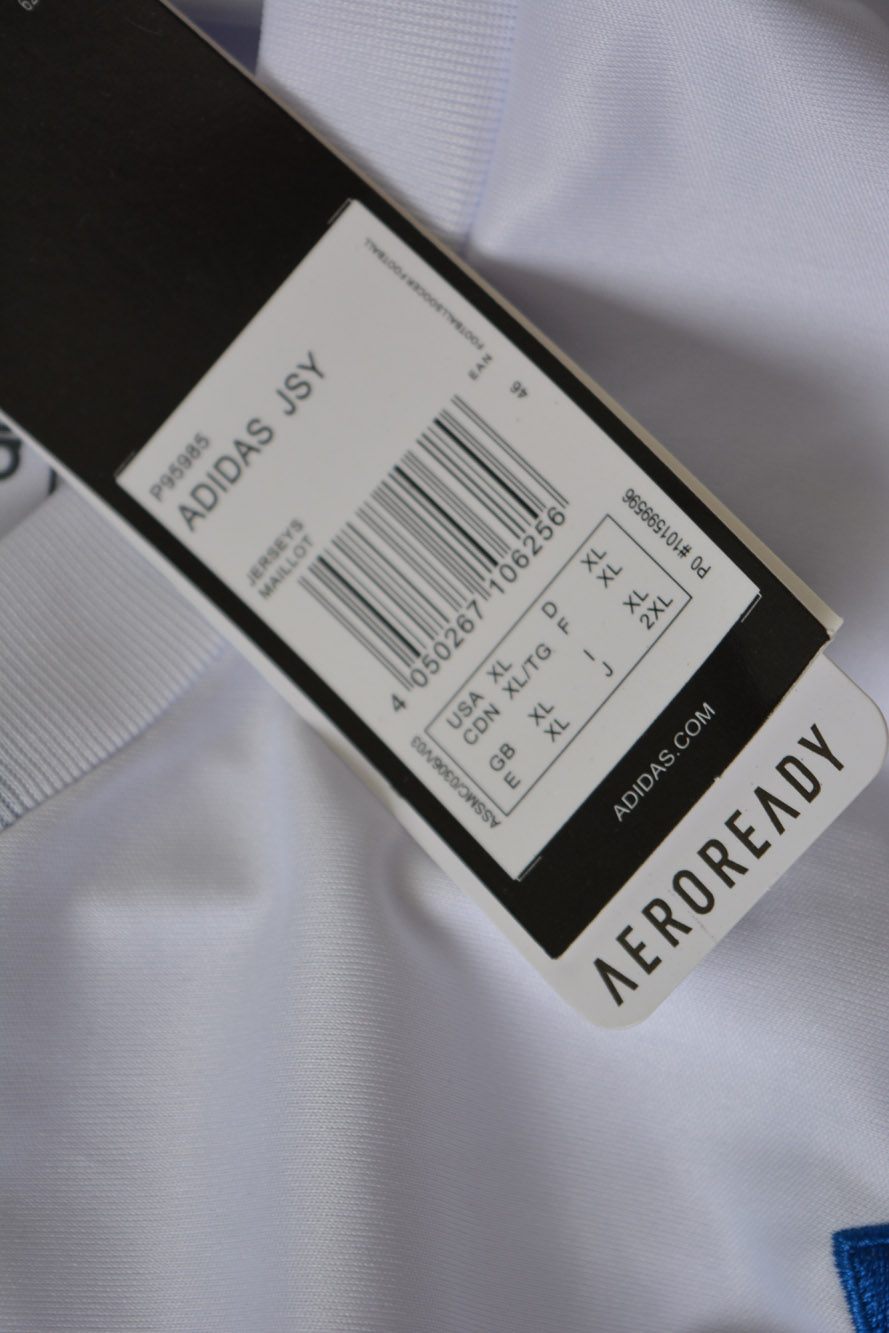 P95985
ADIDAS JSY
FOOTBALL/SOCCER FOOTBALL
JERSEYS
MAILLOT
EAN
46
4 050267 106256
USA XL D XL
CDN XL/TG F XL
GB XL I XL
E XL J 2XL
ASSMC/0306/V03
PO #101599596
ADIDAS.COM
AEROREADY